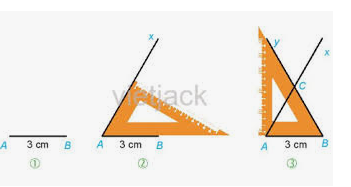 A 3 cm B
①
x
A 3 cm B
②
y
x
C
A 3 cm B
③
vietjack